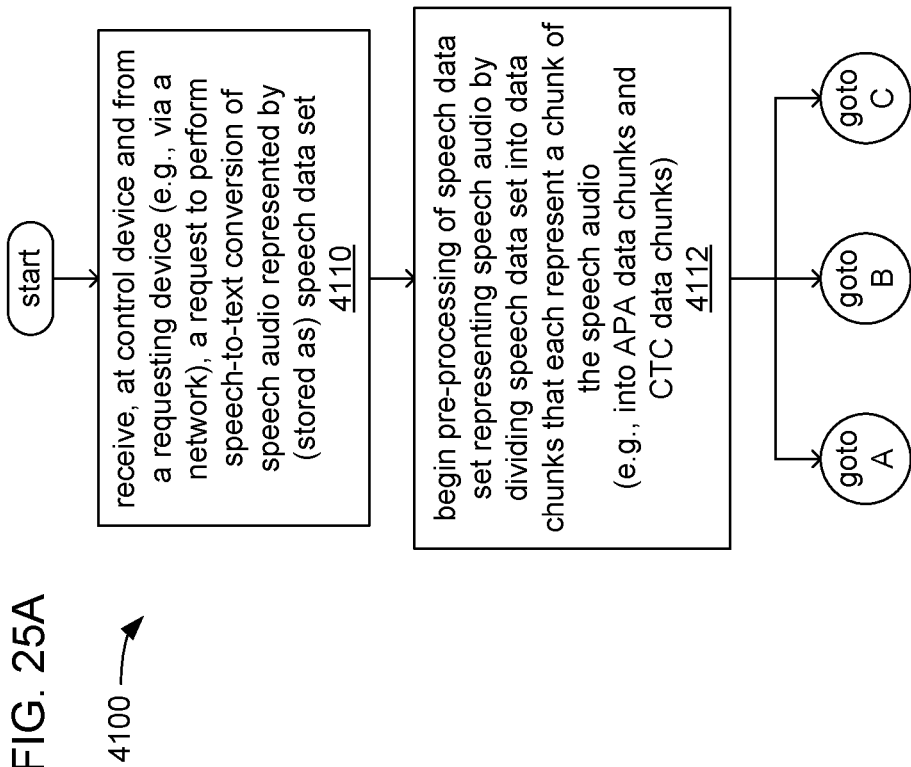 FIG. 25A
4100
start
receive, at control device and from
a requesting device (e.g., via a
network), a request to perform
speech-to-text conversion of
speech audio represented by
(stored as) speech data set
4110
begin pre-processing of speech data
set representing speech audio by
dividing speech data set into data
chunks that each represent a chunk of
the speech audio
(e.g., into APA data chunks and
CTC data chunks)
4112
goto
A
goto
B
goto
C